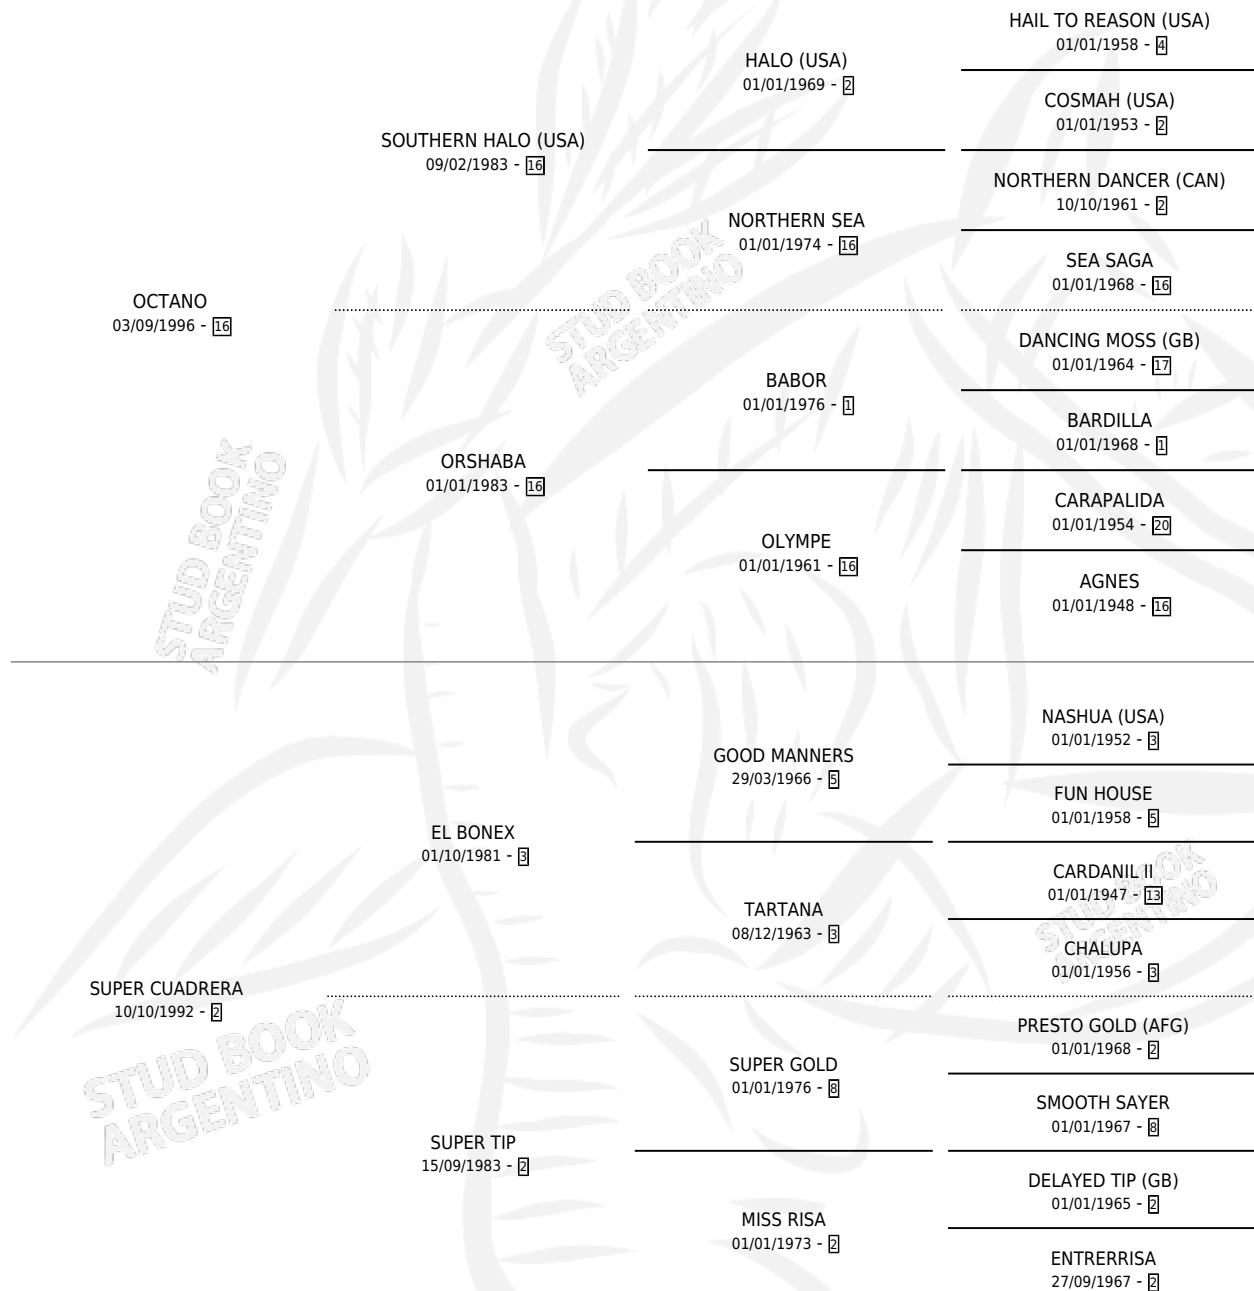 HAIL TO REASON (USA)
01/01/1958 - 4
HALO (USA)
01/01/1969 - 2
COSMAH (USA)
01/01/1953 - 2
SOUTHERN HALO (USA)
09/02/1983 - 16
NORTHERN DANCER (CAN)
10/10/1961 - 2
NORTHERN SEA
01/01/1974 - 16
SEA SAGA
01/01/1968 - 16
OCTANO
03/09/1996 - 16
STUD BOOK
ARGENTINO
DANCING MOSS (GB)
01/01/1964 - 17
BABOR
01/01/1976 - 1
BARDILLA
01/01/1968 - 1
ORSHABA
01/01/1983 - 16
CARAPALIDA
01/01/1954 - 20
OLYMPE
01/01/1961 - 16
AGNES
01/01/1948 - 16
STUD BOOK
ARGENTINO
NASHUA (USA)
01/01/1952 - 3
GOOD MANNERS
29/03/1966 - 5
FUN HOUSE
01/01/1958 - 5
EL BONEX
01/10/1981 - 3
CARDANIL II
01/01/1947 - 13
TARTANA
08/12/1963 - 3
CHALUPA
01/01/1956 - 3
STUD BOOK
ARGENTINO
SUPER CUADRERA
10/10/1992 - 2
PRESTO GOLD (AFG)
01/01/1968 - 2
SUPER GOLD
01/01/1976 - 8
SMOOTH SAYER
01/01/1967 - 8
STUD BOOK
ARGENTINO
SUPER TIP
15/09/1983 - 2
DELAYED TIP (GB)
01/01/1965 - 2
MISS RISA
01/01/1973 - 2
ENTRERRISA
27/09/1967 - 2